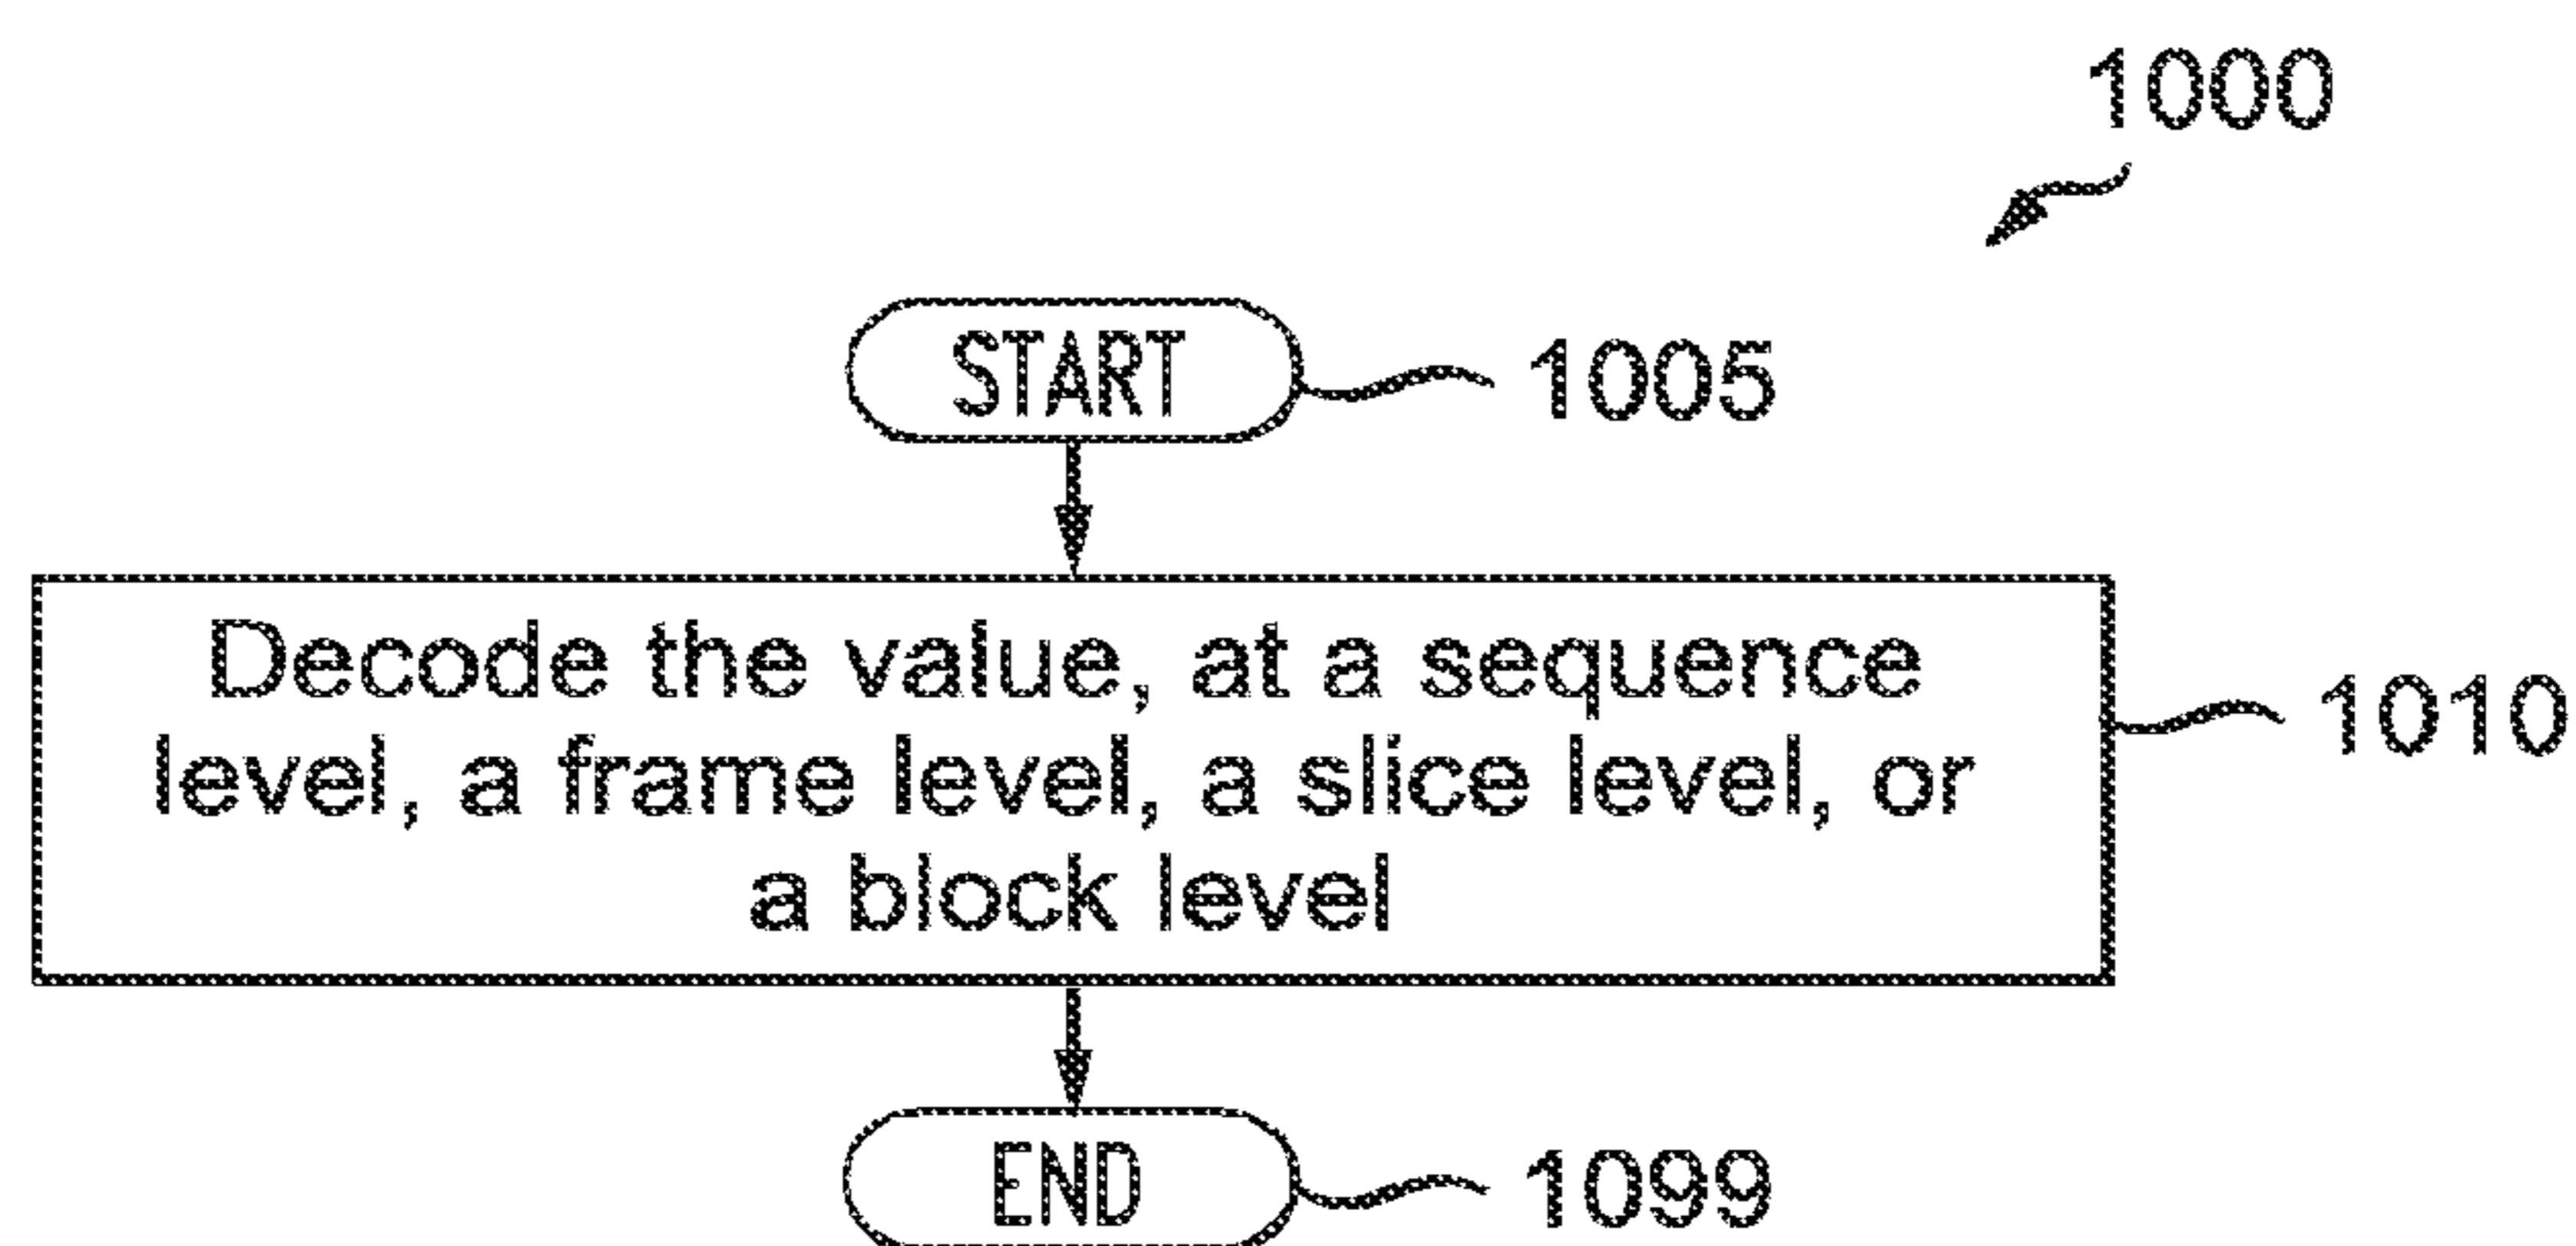 1000
START
1005
Decode the value, at a sequence
level, a frame level, a slice level, or
a block level
1010
END
1099